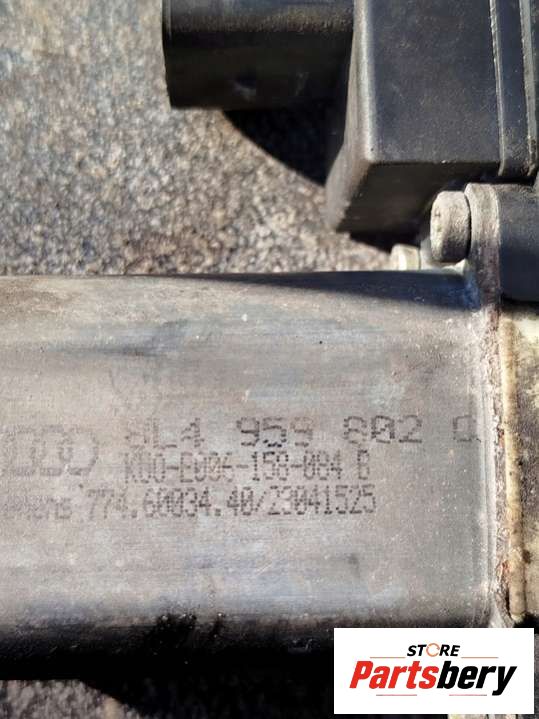 8L4 959 802
K00-E006-158-084 B
774.60034.40/23041525
STORE
Partsbery